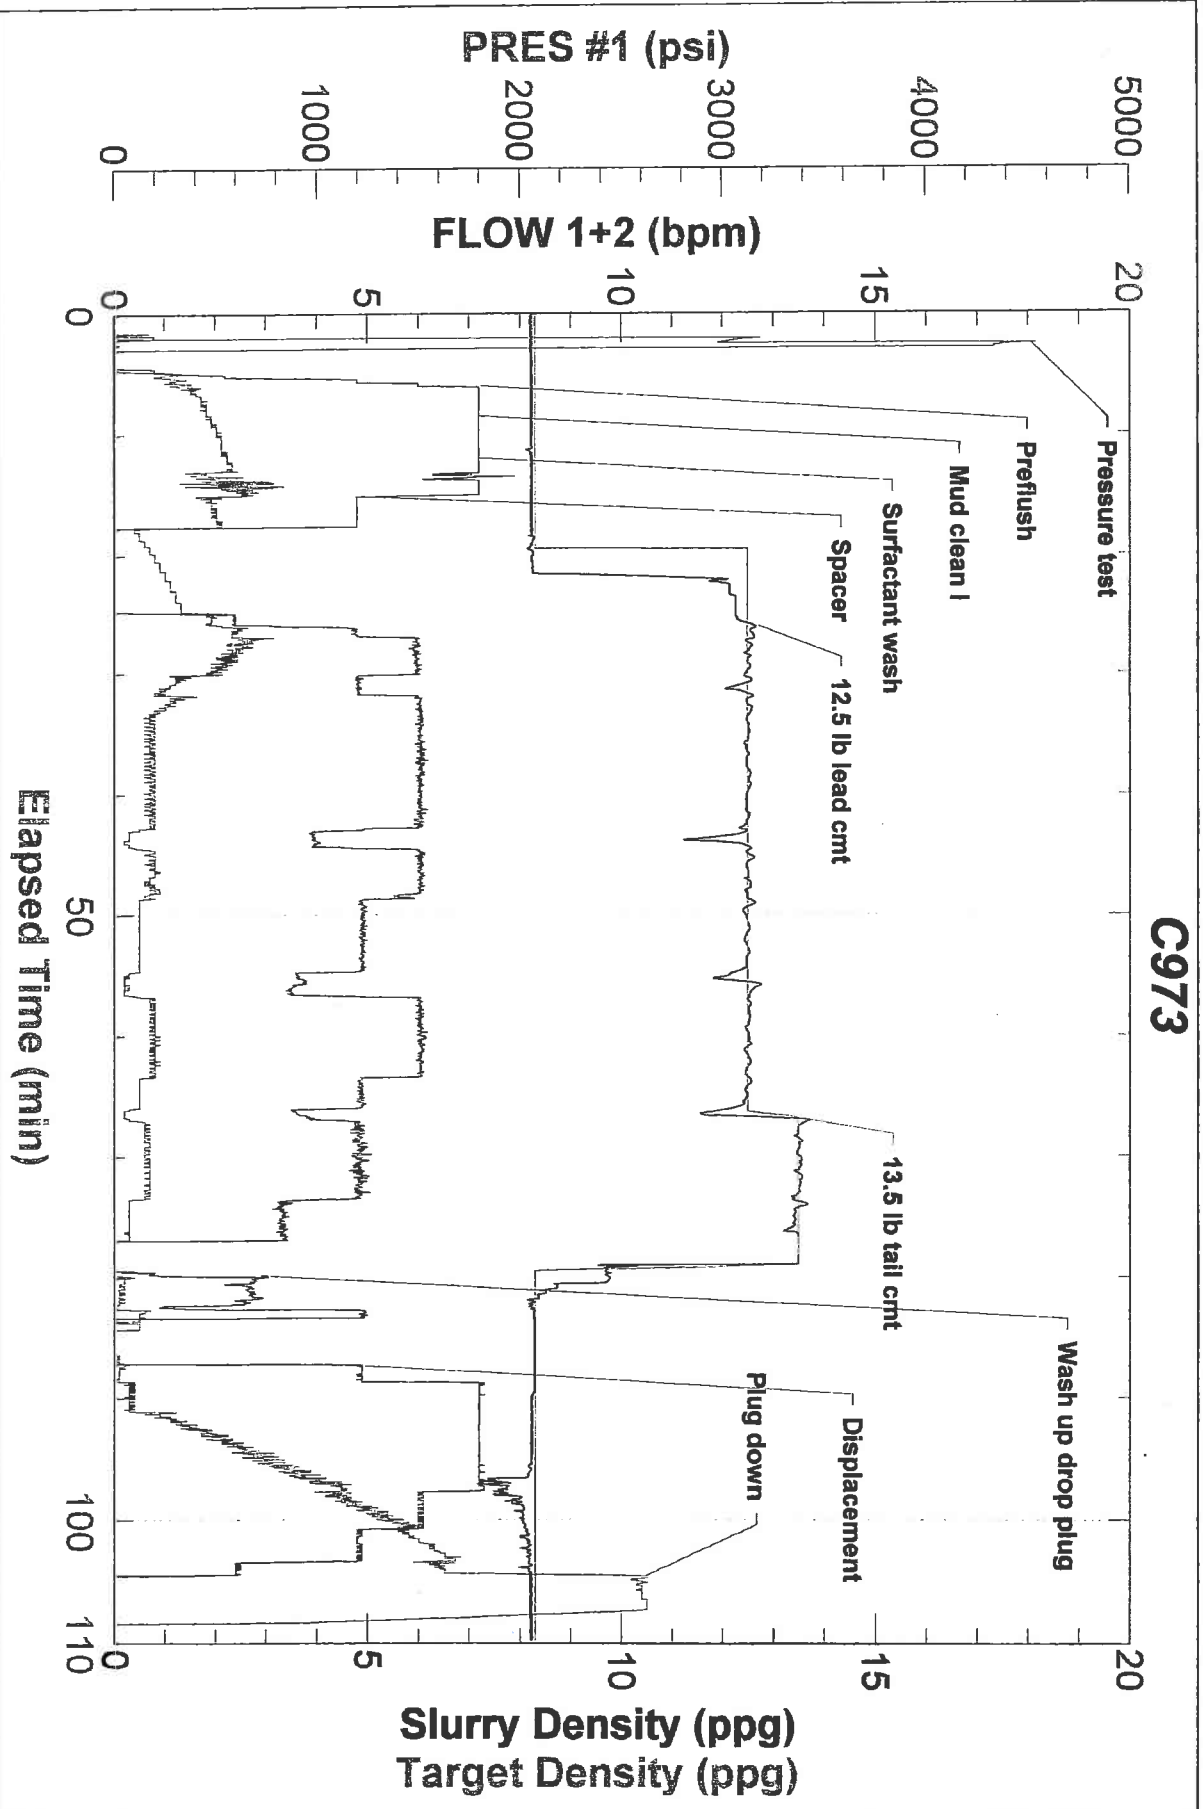 C973
PRES #1 (psi)
5000
4000
3000
2000
1000
0
FLOW 1+2 (bpm)
20
15
10
5
0
Pressure test
Preflush
Mud clean I
Surfactant wash
Spacer
12.5 lb lead cmt
13.5 lb tail cmt
Wash up drop plug
Displacement
Plug down
20
15
10
5
0
Slurry Density (ppg)
Target Density (ppg)
0
50
100
110
Elapsed Time (min)